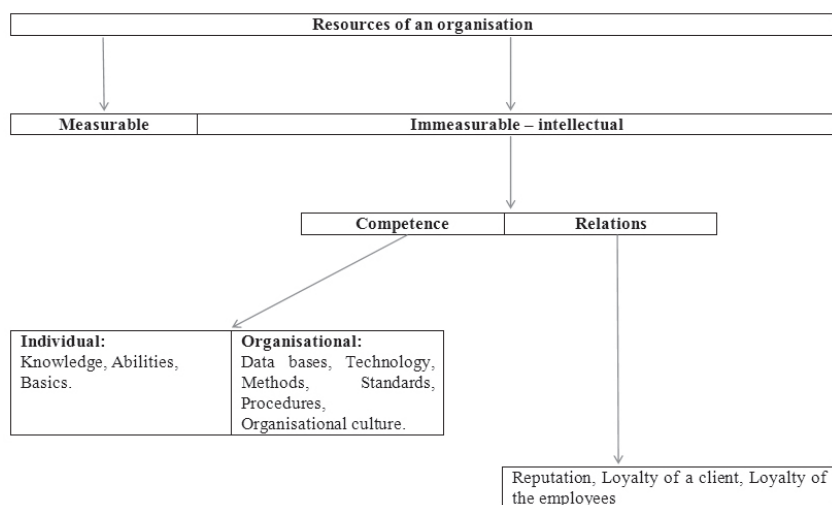 Resources of an organisation
Measurable
Immeasurable – intellectual
Competence
Relations
Individual:
Knowledge, Abilities,
Basics.
Organisational:
Data bases, Technology,
Methods, Standards,
Procedures,
Organisational culture.
Reputation, Loyalty of a client, Loyalty of
the employees